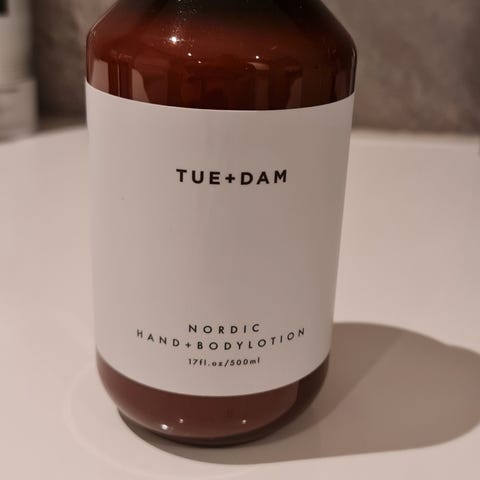 TUE+DAM
NORDIC
HAND+BODYLOTION
17fl.oz/500ml